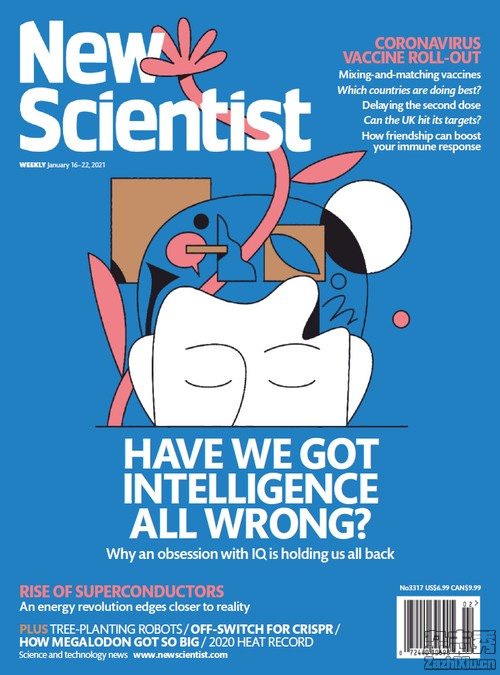 New
Scientist
WEEKLY January 16–22, 2021
CORONAVIRUS
VACCINE ROLL-OUT
Mixing-and-matching vaccines
Which countries are doing best?
Delaying the second dose
Can the UK hit its targets?
How friendship can boost
your immune response
HAVE WE GOT
INTELLIGENCE
ALL WRONG?
Why an obsession with IQ is holding us all back
RISE OF SUPERCONDUCTORS
An energy revolution edges closer to reality
PLUS TREE-PLANTING ROBOTS / OFF-SWITCH FOR CRISPR /
HOW MEGALODON GOT SO BIG / 2020 HEAT RECORD
Science and technology news www.newscientist.com
No3317 US$6.99 CAN$9.99
02
ZaZhiXiu.cn